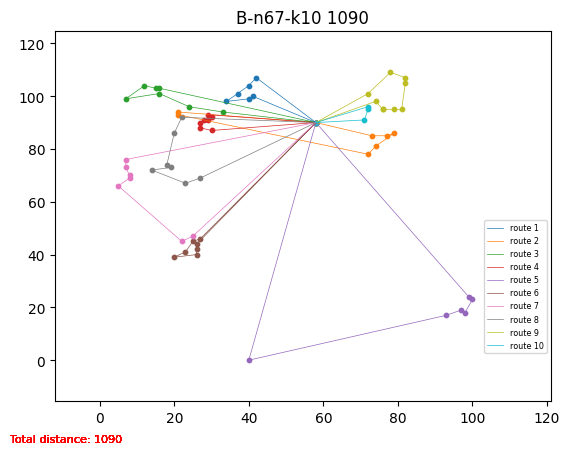 B-n67-k10 1090
120
100
80
60
40
20
0
0 20 40 60 80 100 120
route 1
route 2
route 3
route 4
route 5
route 6
route 7
route 8
route 9
route 10
Total distance: 1090